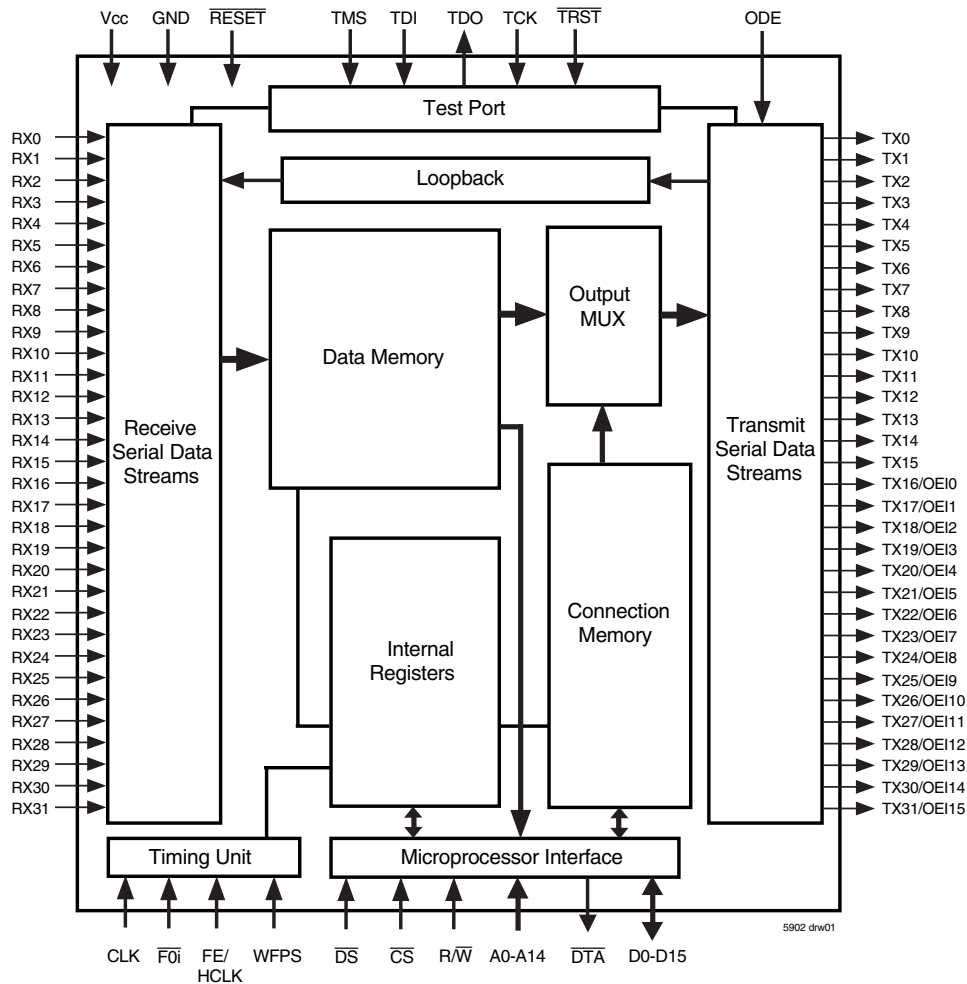 Vcc GND R̅E̅S̅E̅T̅ TMS TDI TDO TCK T̅R̅S̅T̅ ODE
Test Port
Loopback
Data Memory
Output
MUX
Receive
Serial Data
Streams
Transmit
Serial Data
Streams
Internal
Registers
Connection
Memory
Timing Unit
Microprocessor Interface
RX0
RX1
RX2
RX3
RX4
RX5
RX6
RX7
RX8
RX9
RX10
RX11
RX12
RX13
RX14
RX15
RX16
RX17
RX18
RX19
RX20
RX21
RX22
RX23
RX24
RX25
RX26
RX27
RX28
RX29
RX30
RX31
TX0
TX1
TX2
TX3
TX4
TX5
TX6
TX7
TX8
TX9
TX10
TX11
TX12
TX13
TX14
TX15
TX16/OEI0
TX17/OEI1
TX18/OEI2
TX19/OEI3
TX20/OEI4
TX21/OEI5
TX22/OEI6
TX23/OEI7
TX24/OEI8
TX25/OEI9
TX26/OEI10
TX27/OEI11
TX28/OEI12
TX29/OEI13
TX30/OEI14
TX31/OEI15
5902 drw01
CLK F̅0̅i̅ FE/ WFPS D̅S̅ C̅S̅ R/W̅ A0-A14 D̅T̅A̅ D0-D15
HCLK